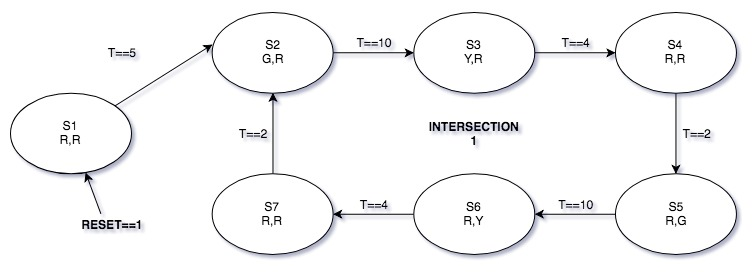 S2
G,R
T==10
S3
Y,R
T==4
S4
R,R
T==5
S1
R,R
T==2
INTERSECTION
1
T==2
RESET==1
S7
R,R
T==4
S6
R,Y
T==10
S5
R,G